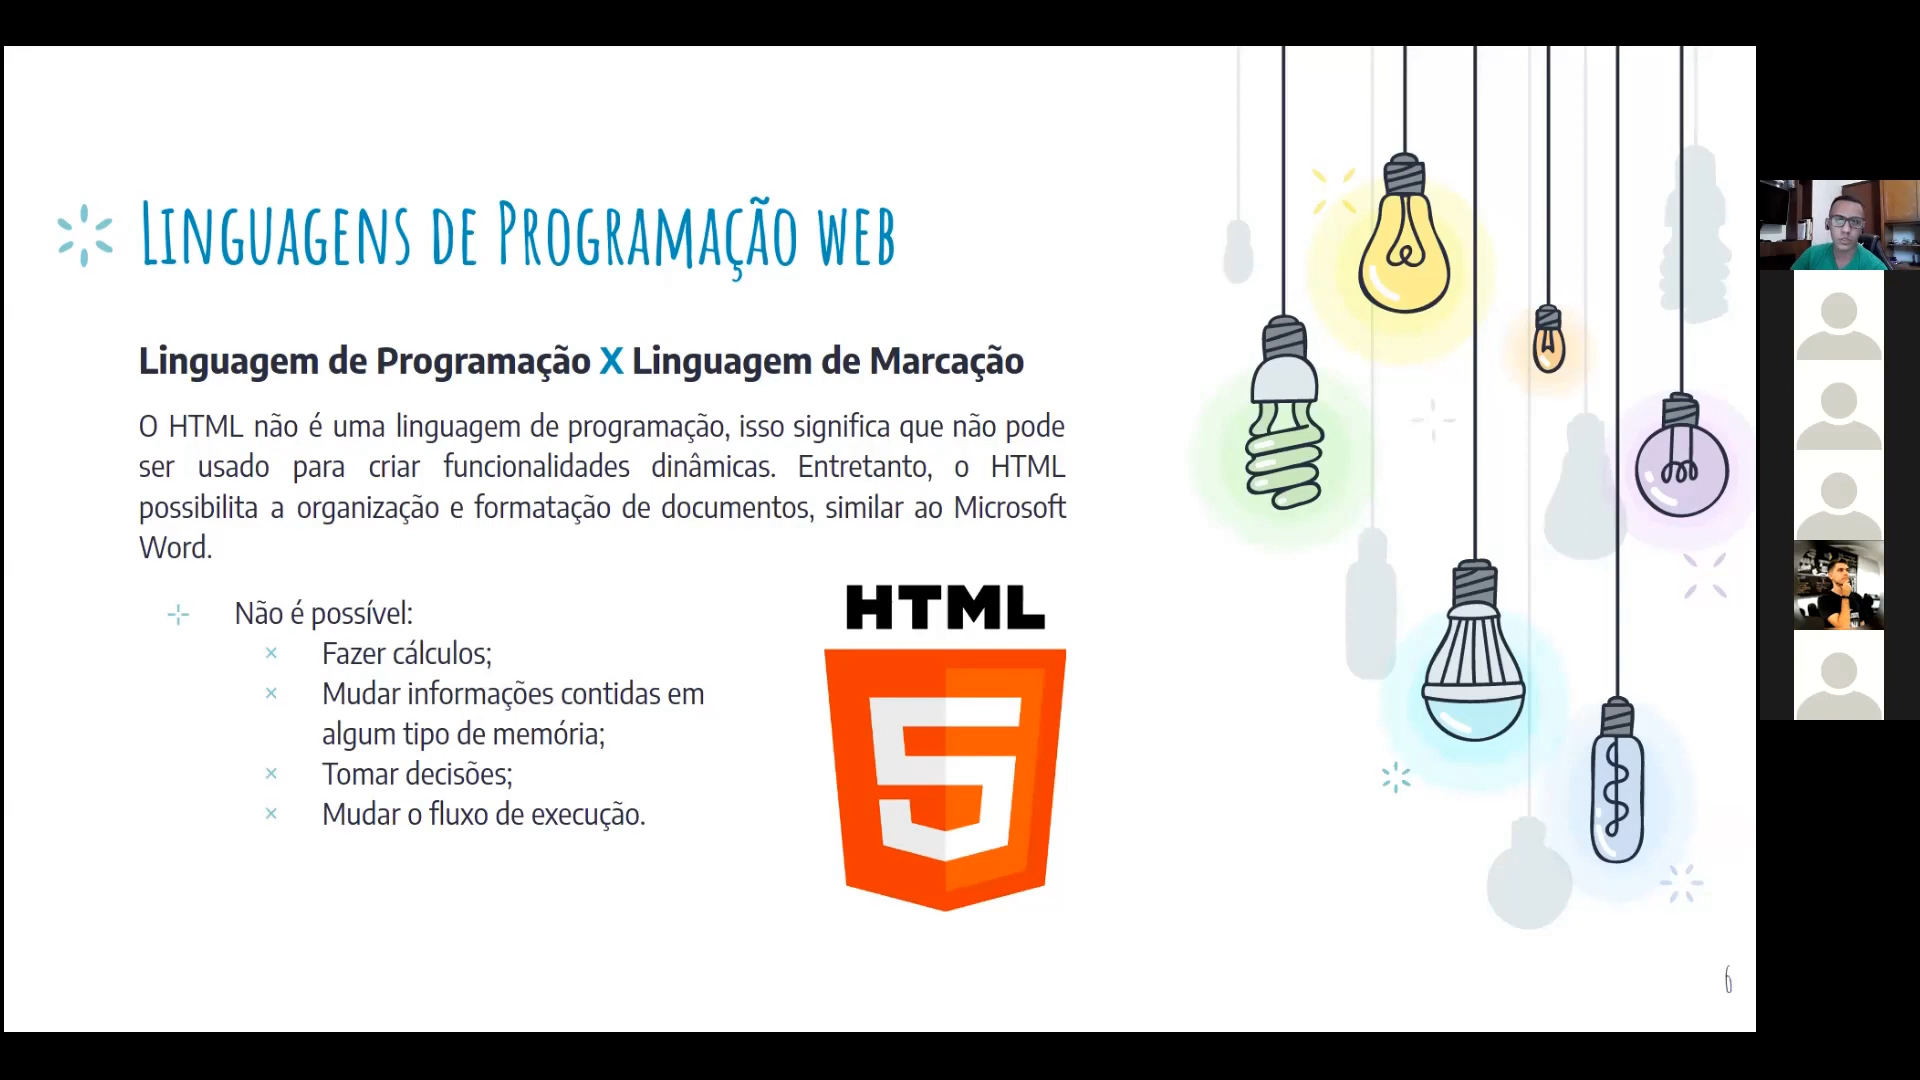 Linguagens de Programação web
Linguagem de Programação X Linguagem de Marcação
O HTML não é uma linguagem de programação, isso significa que não pode
ser usado para criar funcionalidades dinâmicas. Entretanto, o HTML
possibilita a organização e formatação de documentos, similar ao Microsoft
Word.
Não é possível:
Fazer cálculos;
Mudar informações contidas em
algum tipo de memória;
Tomar decisões;
Mudar o fluxo de execução.
HTML
5
6